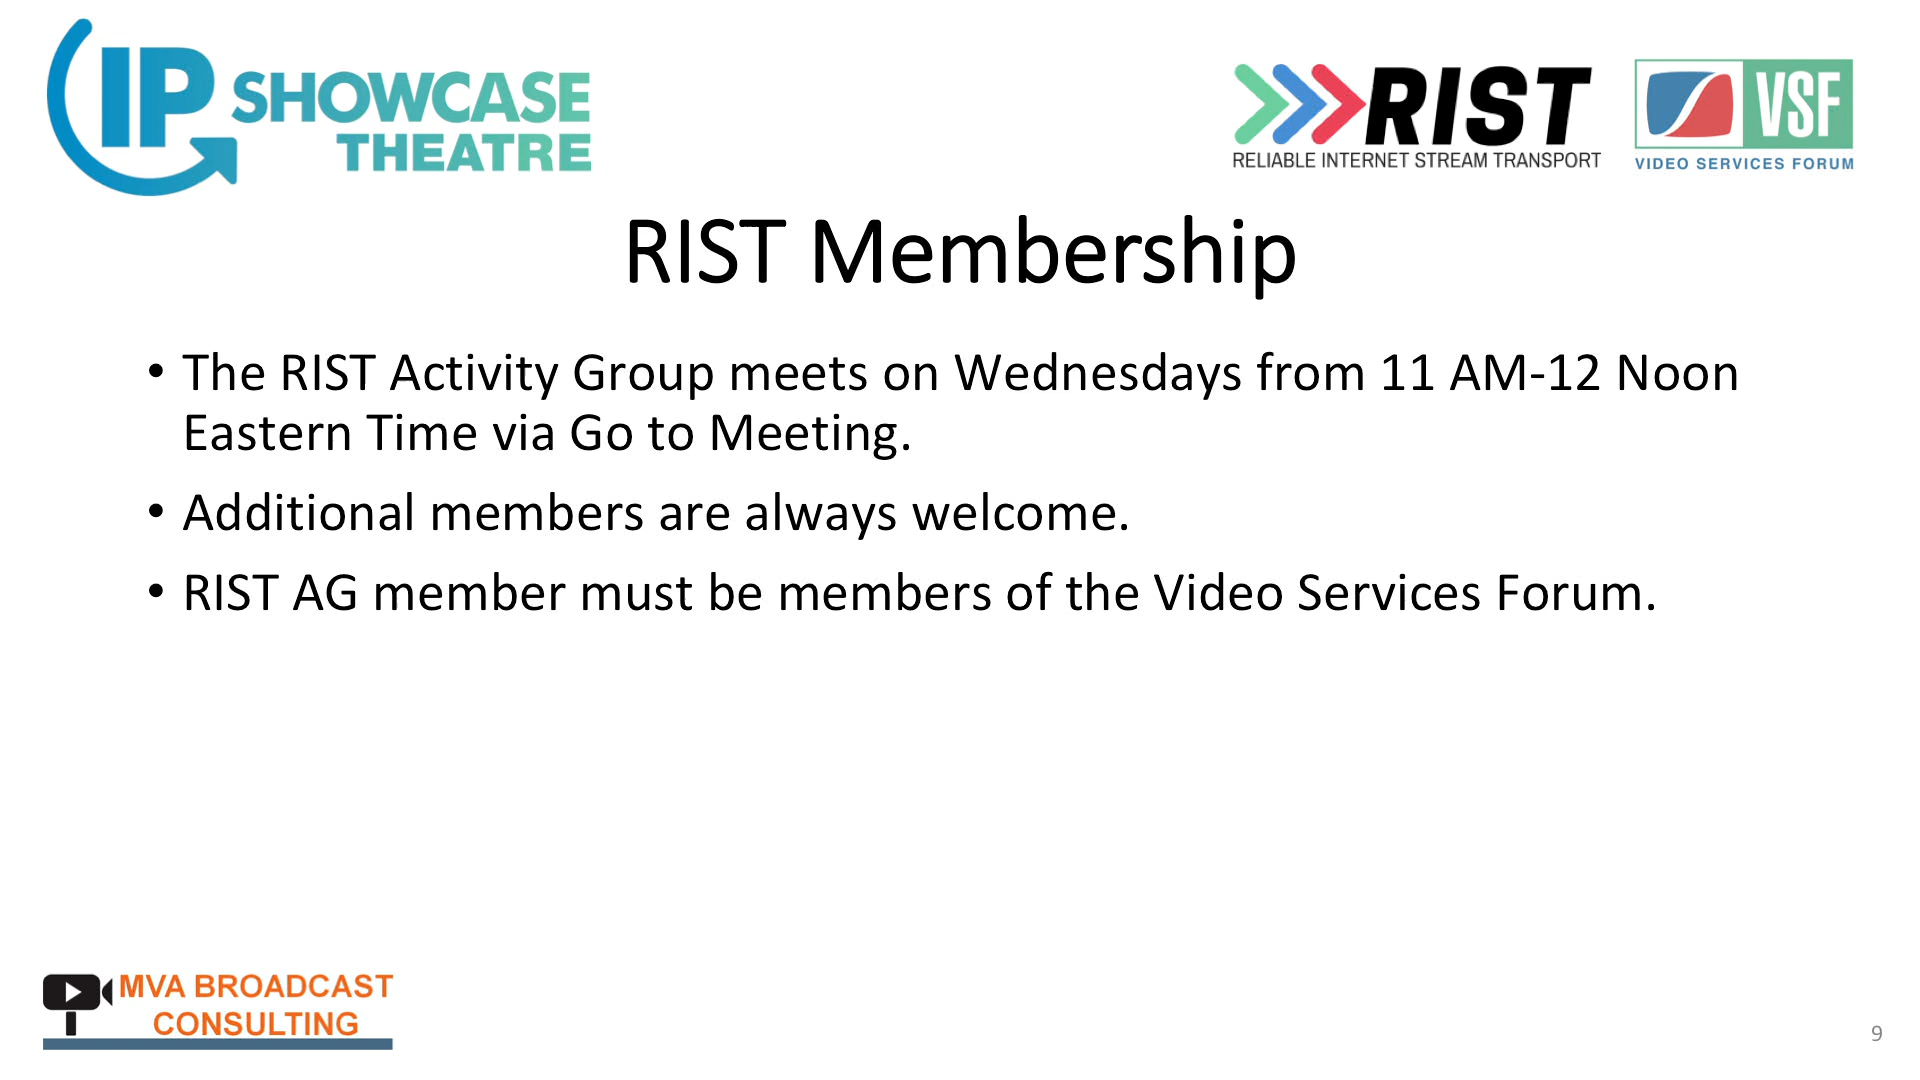 IP SHOWCASE
THEATRE
RIST
RELIABLE INTERNET STREAM TRANSPORT
VSF
VIDEO SERVICES FORUM
RIST Membership
• The RIST Activity Group meets on Wednesdays from 11 AM-12 Noon
Eastern Time via Go to Meeting.
• Additional members are always welcome.
• RIST AG member must be members of the Video Services Forum.
MVA BROADCAST
CONSULTING
9